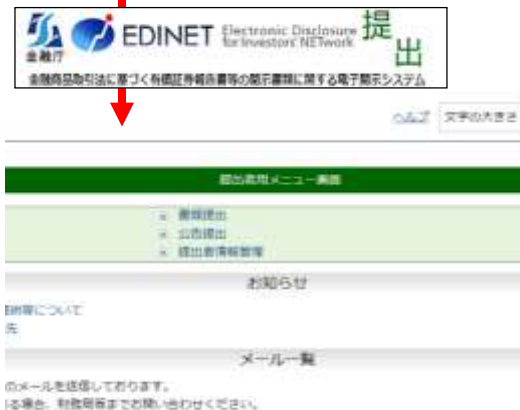 金融庁
EDINET Electronic Disclosure for Investors' NETwork 提出
金融商品取引法に基づく有価証券報告書等の開示書類に関する電子開示システム
ヘルプ 文字の大きさ
提出者用メニュー画面
書類提出
公告提出
提出者情報管理
お知らせ
について
先
メール一覧
のメールを送信しております。
る場合、財務局等までお問い合わせください。